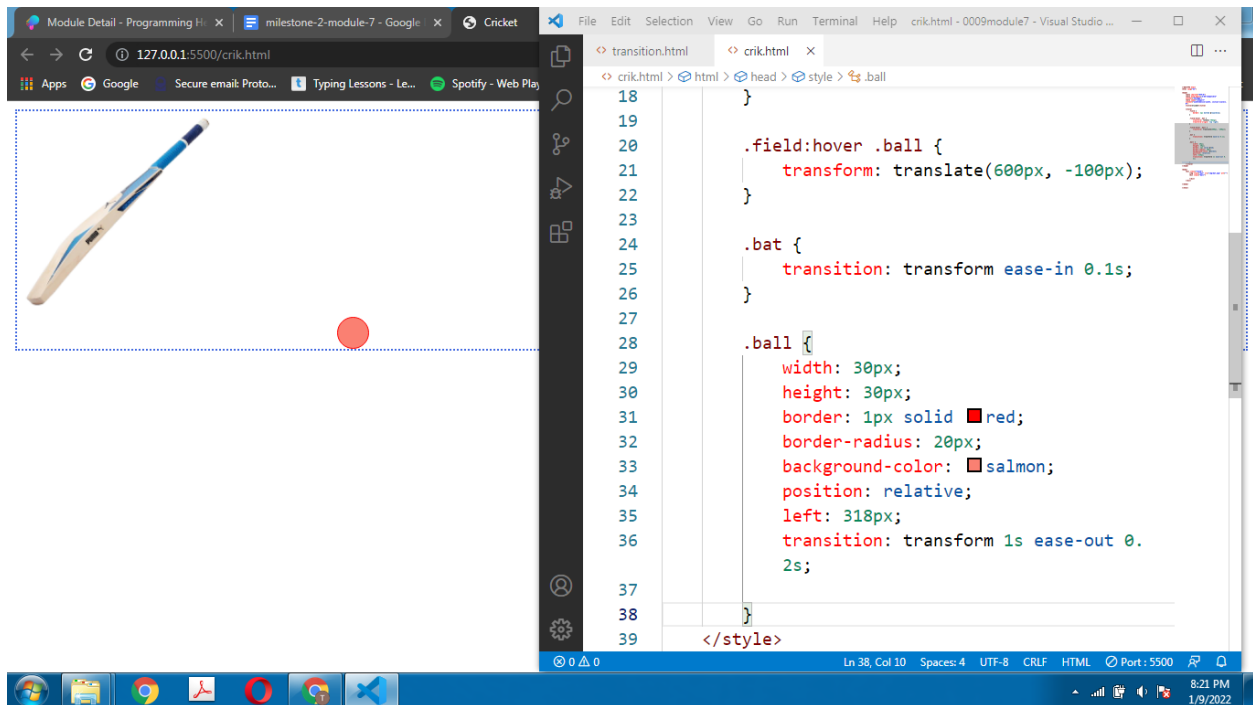 Module Detail - Programming He
milestone-2-module-7 - Google
Cricket
File Edit Selection View Go Run Terminal Help crik.html - 0009module7 - Visual Studio ...
127.0.0.1:5500/crik.html
transition.html
crik.html
Apps
Google
Secure email: Proto...
Typing Lessons - Le...
Spotify - Web Play
crik.html > html > head > style > .ball
18 }
19
20 .field:hover .ball {
21 transform: translate(600px, -100px);
22 }
23
24 .bat {
25 transition: transform ease-in 0.1s;
26 }
27
28 .ball {
29 width: 30px;
30 height: 30px;
31 border: 1px solid red;
32 border-radius: 20px;
33 background-color: salmon;
34 position: relative;
35 left: 318px;
36 transition: transform 1s ease-out 0.
2s;
37
38 }
39 </style>
0 0 Ln 38, Col 10 Spaces: 4 UTF-8 CRLF HTML Port : 5500
8:21 PM
1/9/2022